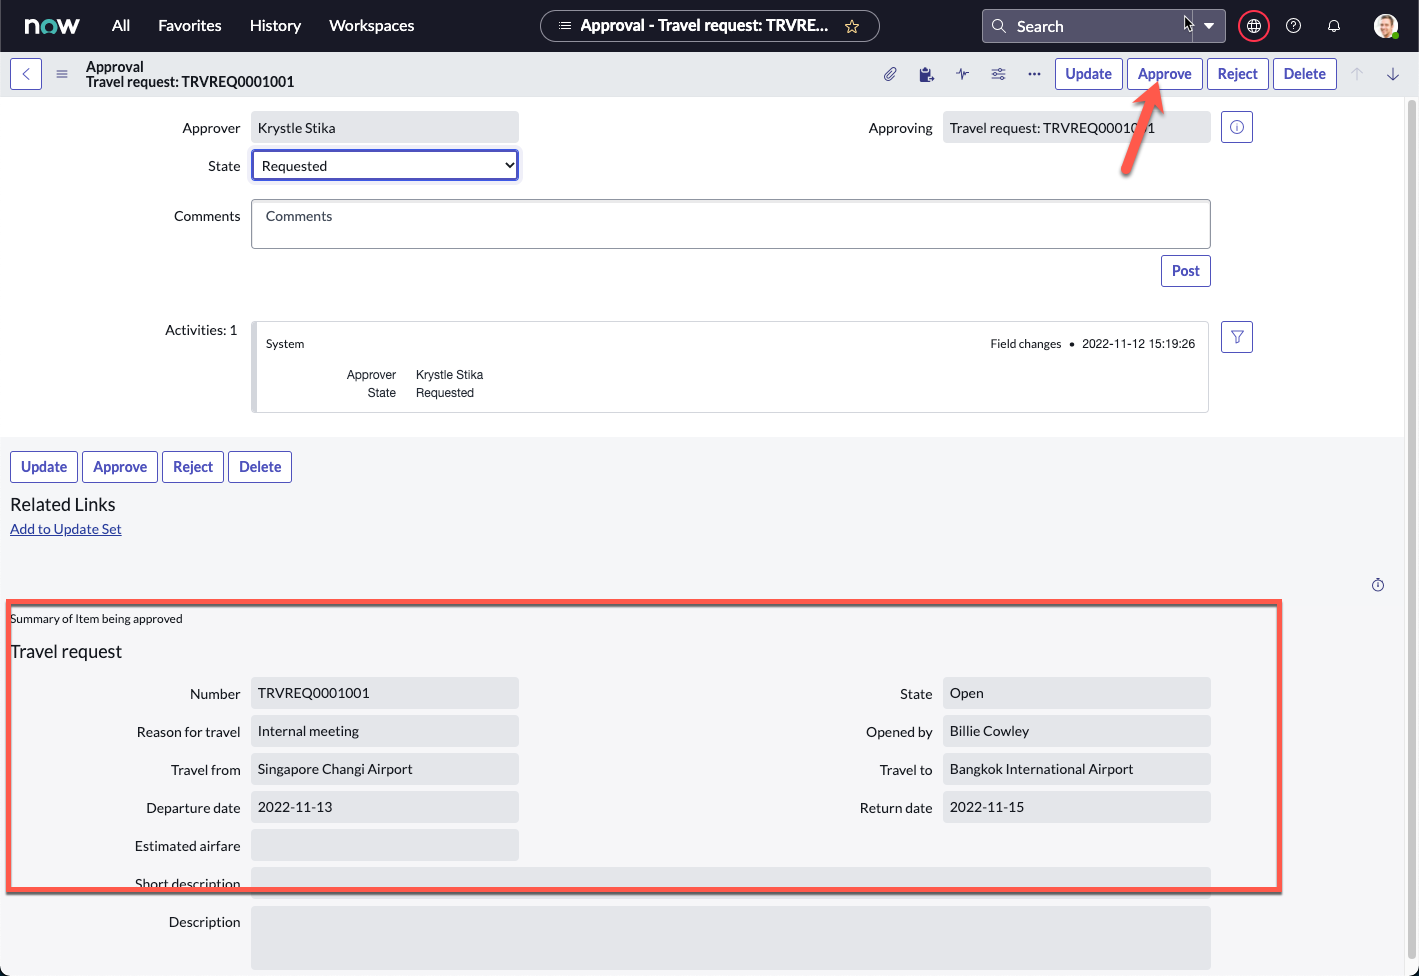 now All Favorites History Workspaces Approval - Travel request: TRVRE... Search
Approval
Travel request: TRVREQ0001001
Update Approve Reject Delete
Approver Krystle Stika Approving Travel request: TRVREQ0001001
State Requested
Comments Comments
Post
Activities: 1
System Field changes • 2022-11-12 15:19:26
Approver Krystle Stika
State Requested
Update Approve Reject Delete
Related Links
Add to Update Set
Summary of Item being approved
Travel request
Number TRVREQ0001001 State Open
Reason for travel Internal meeting Opened by Billie Cowley
Travel from Singapore Changi Airport Travel to Bangkok International Airport
Departure date 2022-11-13 Return date 2022-11-15
Estimated airfare
Short description
Description